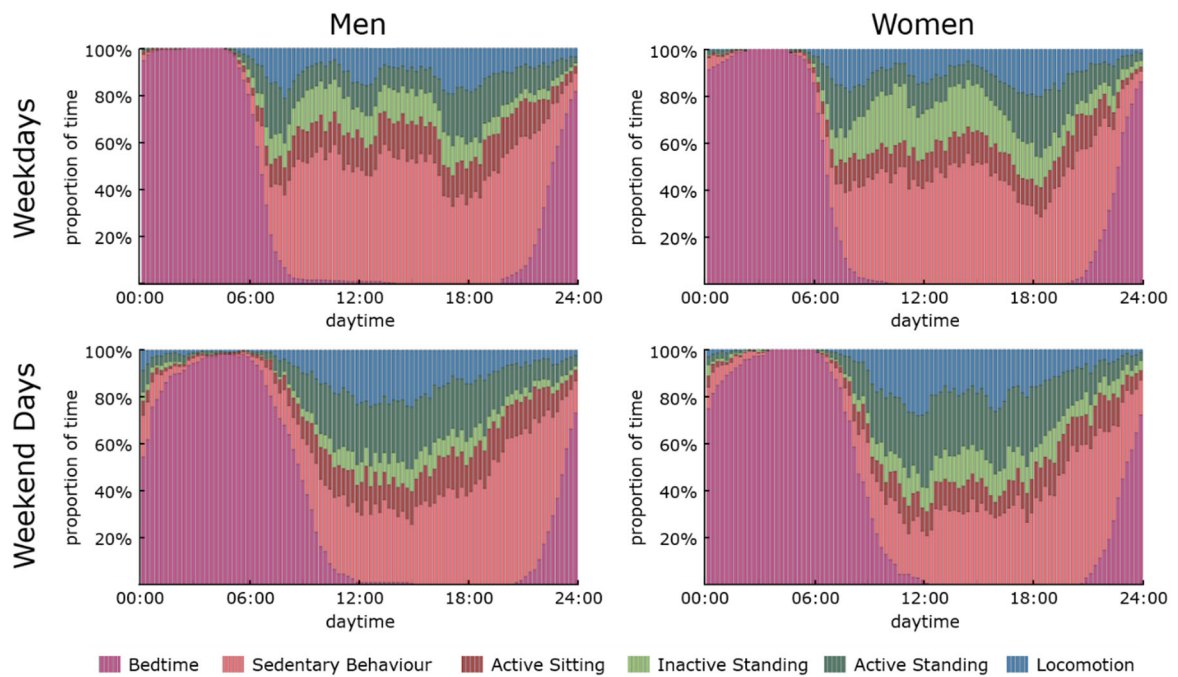 Men
Women
Weekdays
proportion of time
100%
80%
60%
40%
20%
00:00 06:00 12:00 18:00 24:00
daytime
proportion of time
100%
80%
60%
40%
20%
00:00 06:00 12:00 18:00 24:00
daytime
Weekend Days
proportion of time
100%
80%
60%
40%
20%
00:00 06:00 12:00 18:00 24:00
daytime
proportion of time
100%
80%
60%
40%
20%
00:00 06:00 12:00 18:00 24:00
daytime
Bedtime Sedentary Behaviour Active Sitting Inactive Standing Active Standing Locomotion